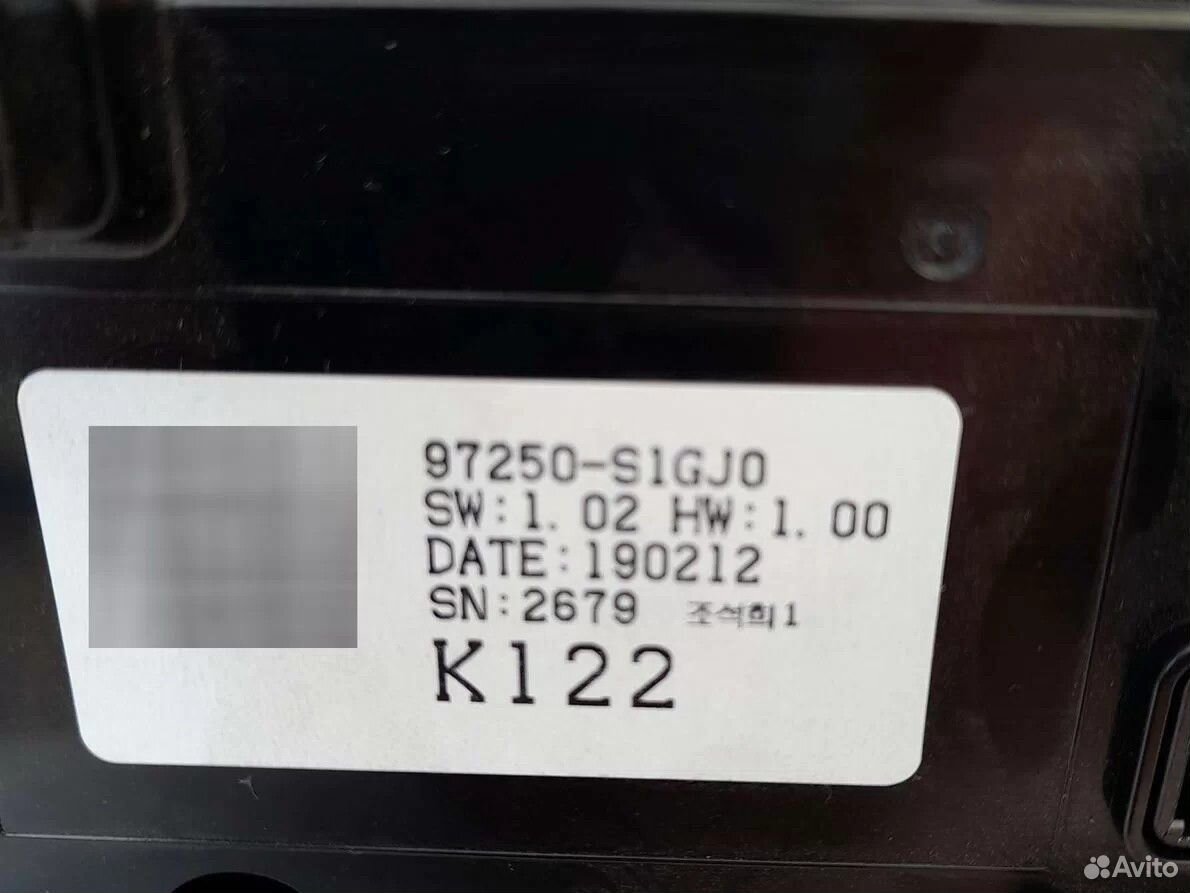 97250-S1GJ0
SW:1. 02 HW:1. 00
DATE:190212
SN:2679 조석희1
K122
Avito